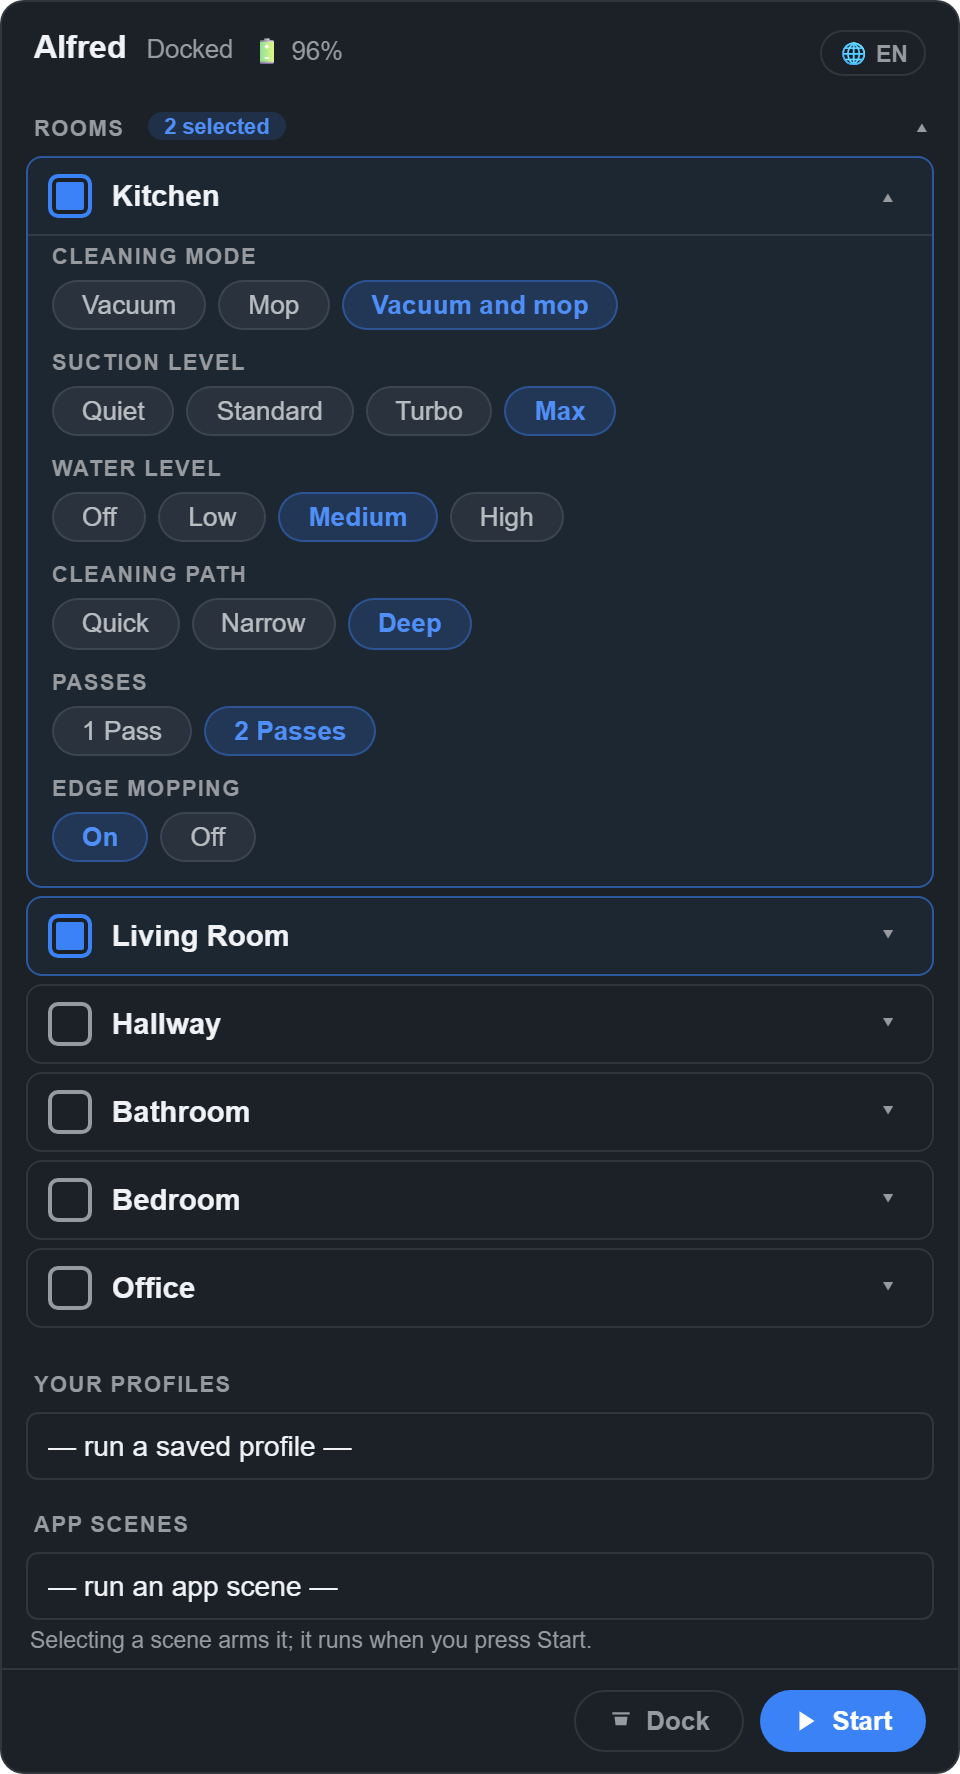 Alfred Docked 96%
EN
ROOMS 2 selected
Kitchen
CLEANING MODE
Vacuum Mop Vacuum and mop
SUCTION LEVEL
Quiet Standard Turbo Max
WATER LEVEL
Off Low Medium High
CLEANING PATH
Quick Narrow Deep
PASSES
1 Pass 2 Passes
EDGE MOPPING
On Off
Living Room
Hallway
Bathroom
Bedroom
Office
YOUR PROFILES
— run a saved profile —
APP SCENES
— run an app scene —
Selecting a scene arms it; it runs when you press Start.
Dock Start